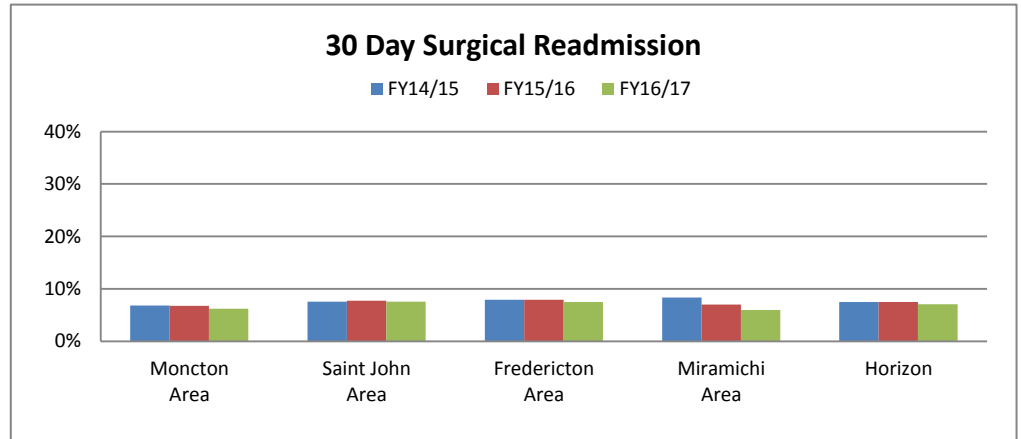 30 Day Surgical Readmission
FY14/15 FY15/16 FY16/17
40%
30%
20%
10%
0%
Moncton Area
Saint John Area
Fredericton Area
Miramichi Area
Horizon